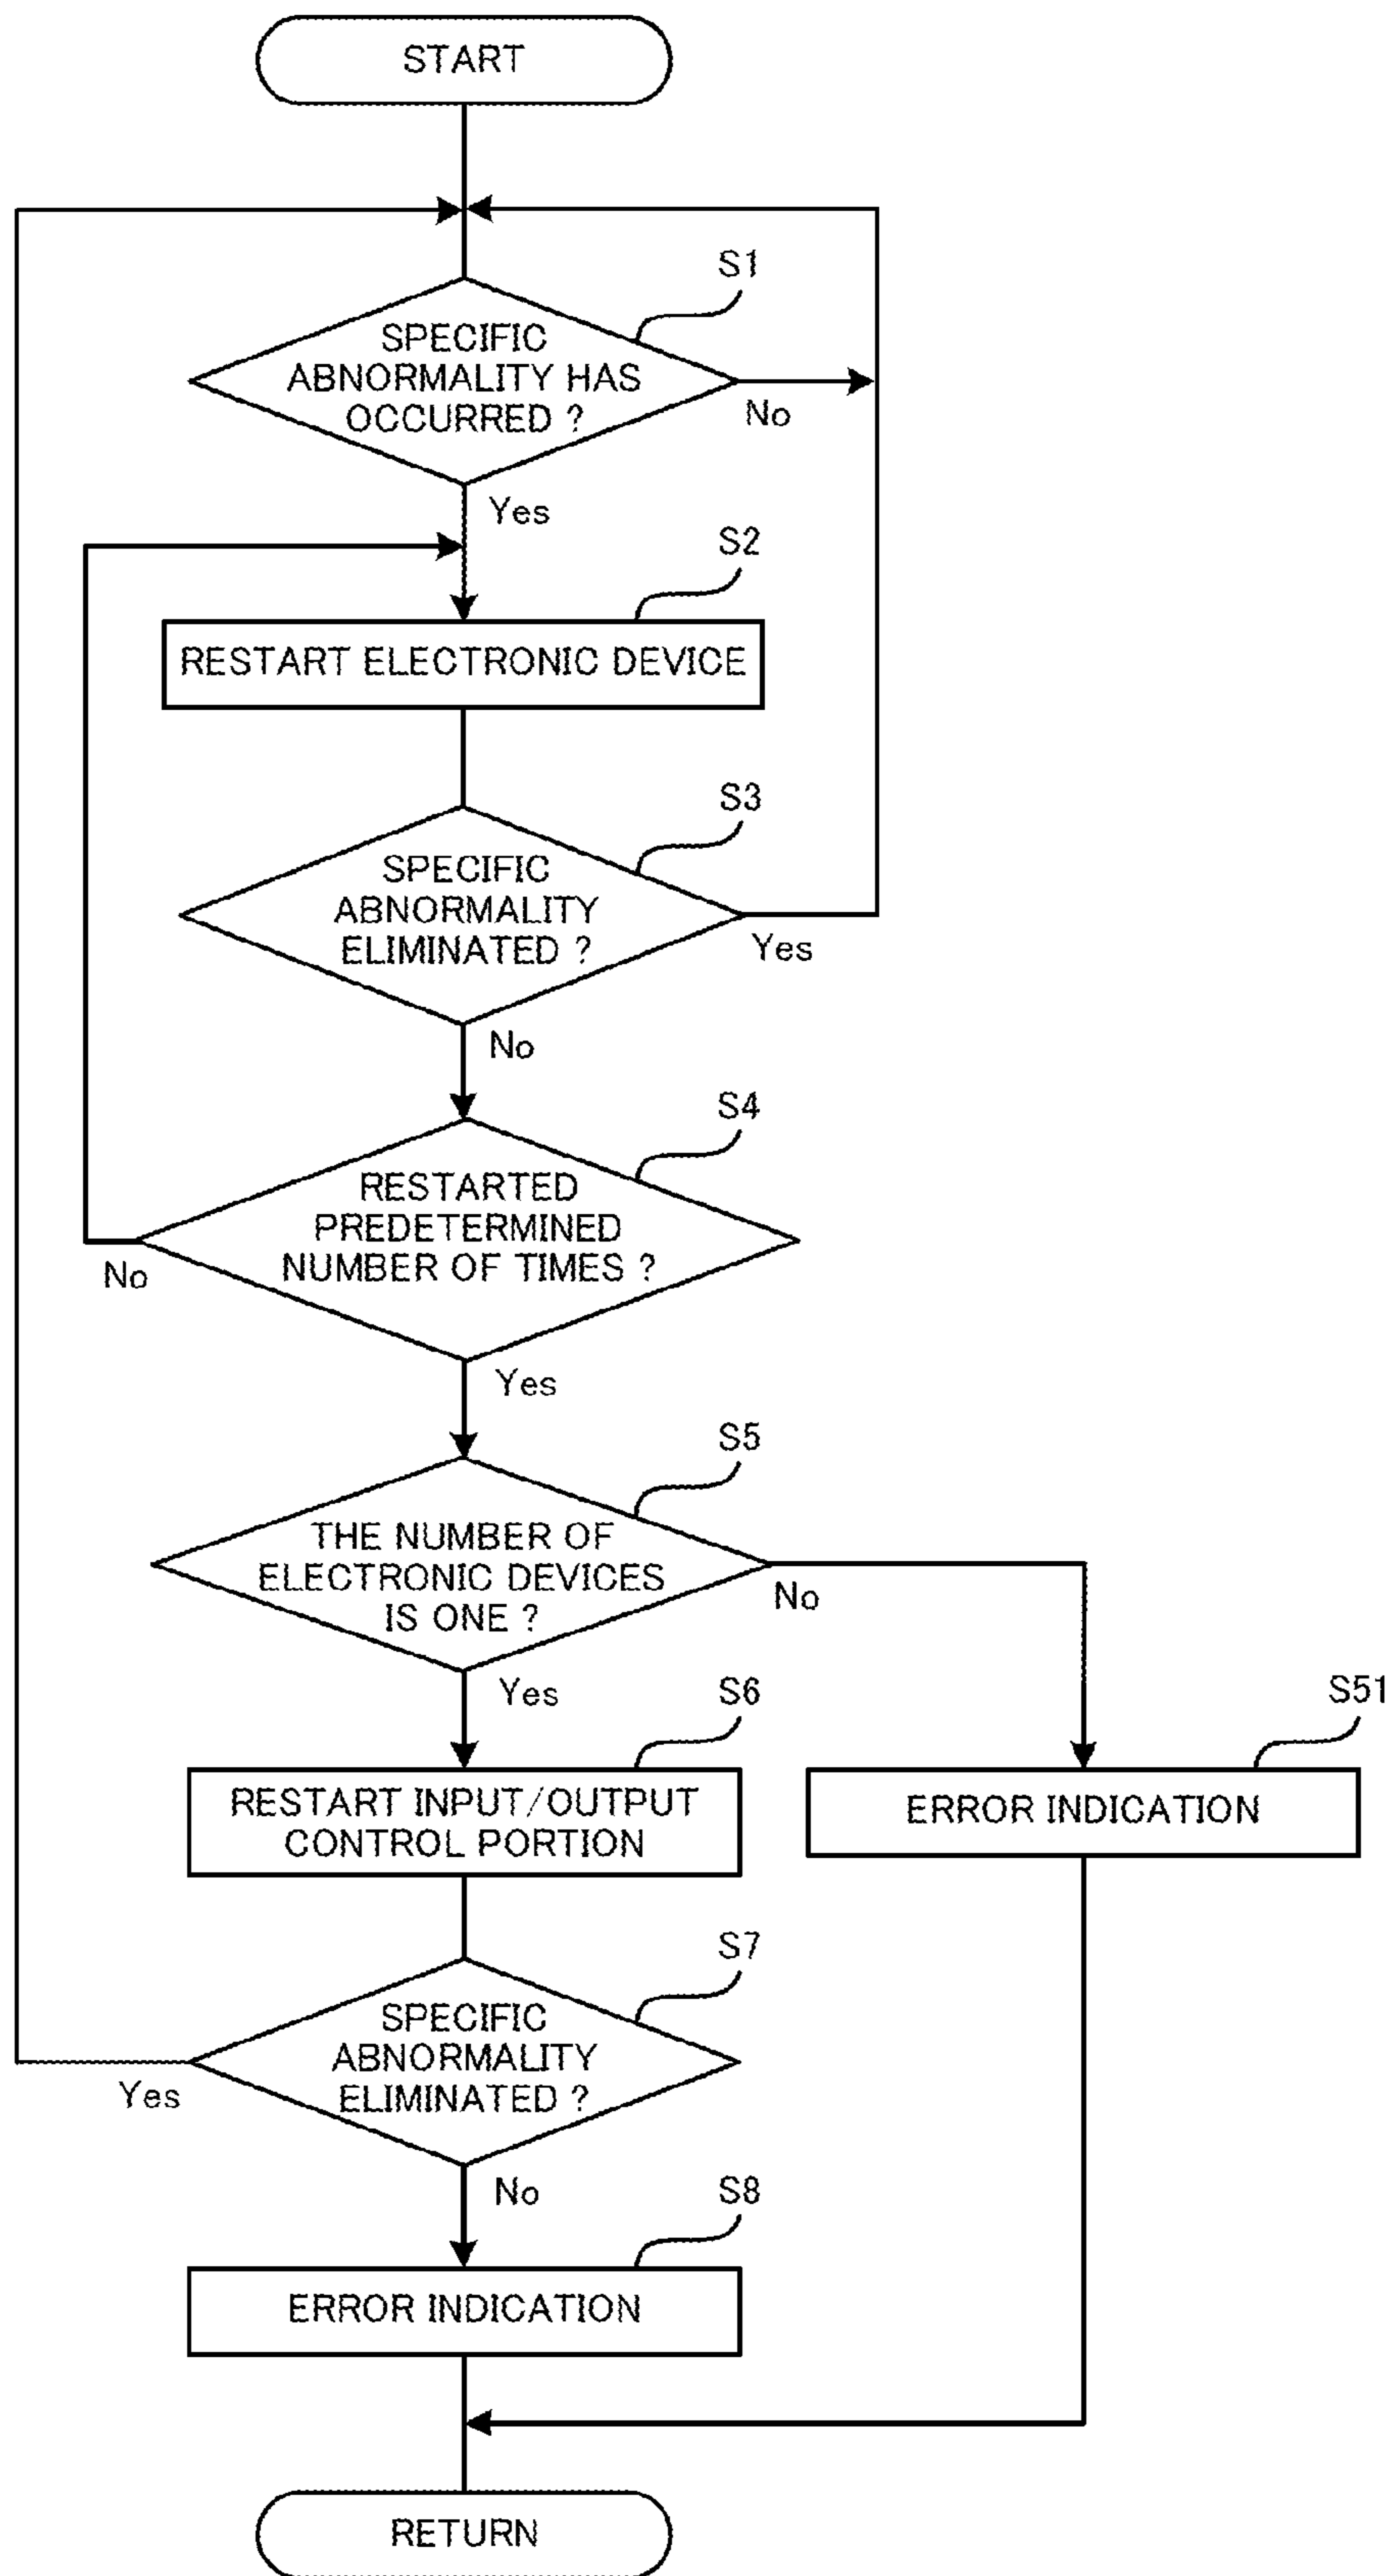 START
S1
SPECIFIC
ABNORMALITY HAS
OCCURRED ?
No
Yes
S2
RESTART ELECTRONIC DEVICE
S3
SPECIFIC
ABNORMALITY
ELIMINATED ?
Yes
No
S4
RESTARTED
PREDETERMINED
NUMBER OF TIMES ?
No
Yes
S5
THE NUMBER OF
ELECTRONIC DEVICES
IS ONE ?
No
Yes
S6
S51
RESTART INPUT/OUTPUT
CONTROL PORTION
ERROR INDICATION
S7
SPECIFIC
ABNORMALITY
ELIMINATED ?
Yes
No
S8
ERROR INDICATION
RETURN